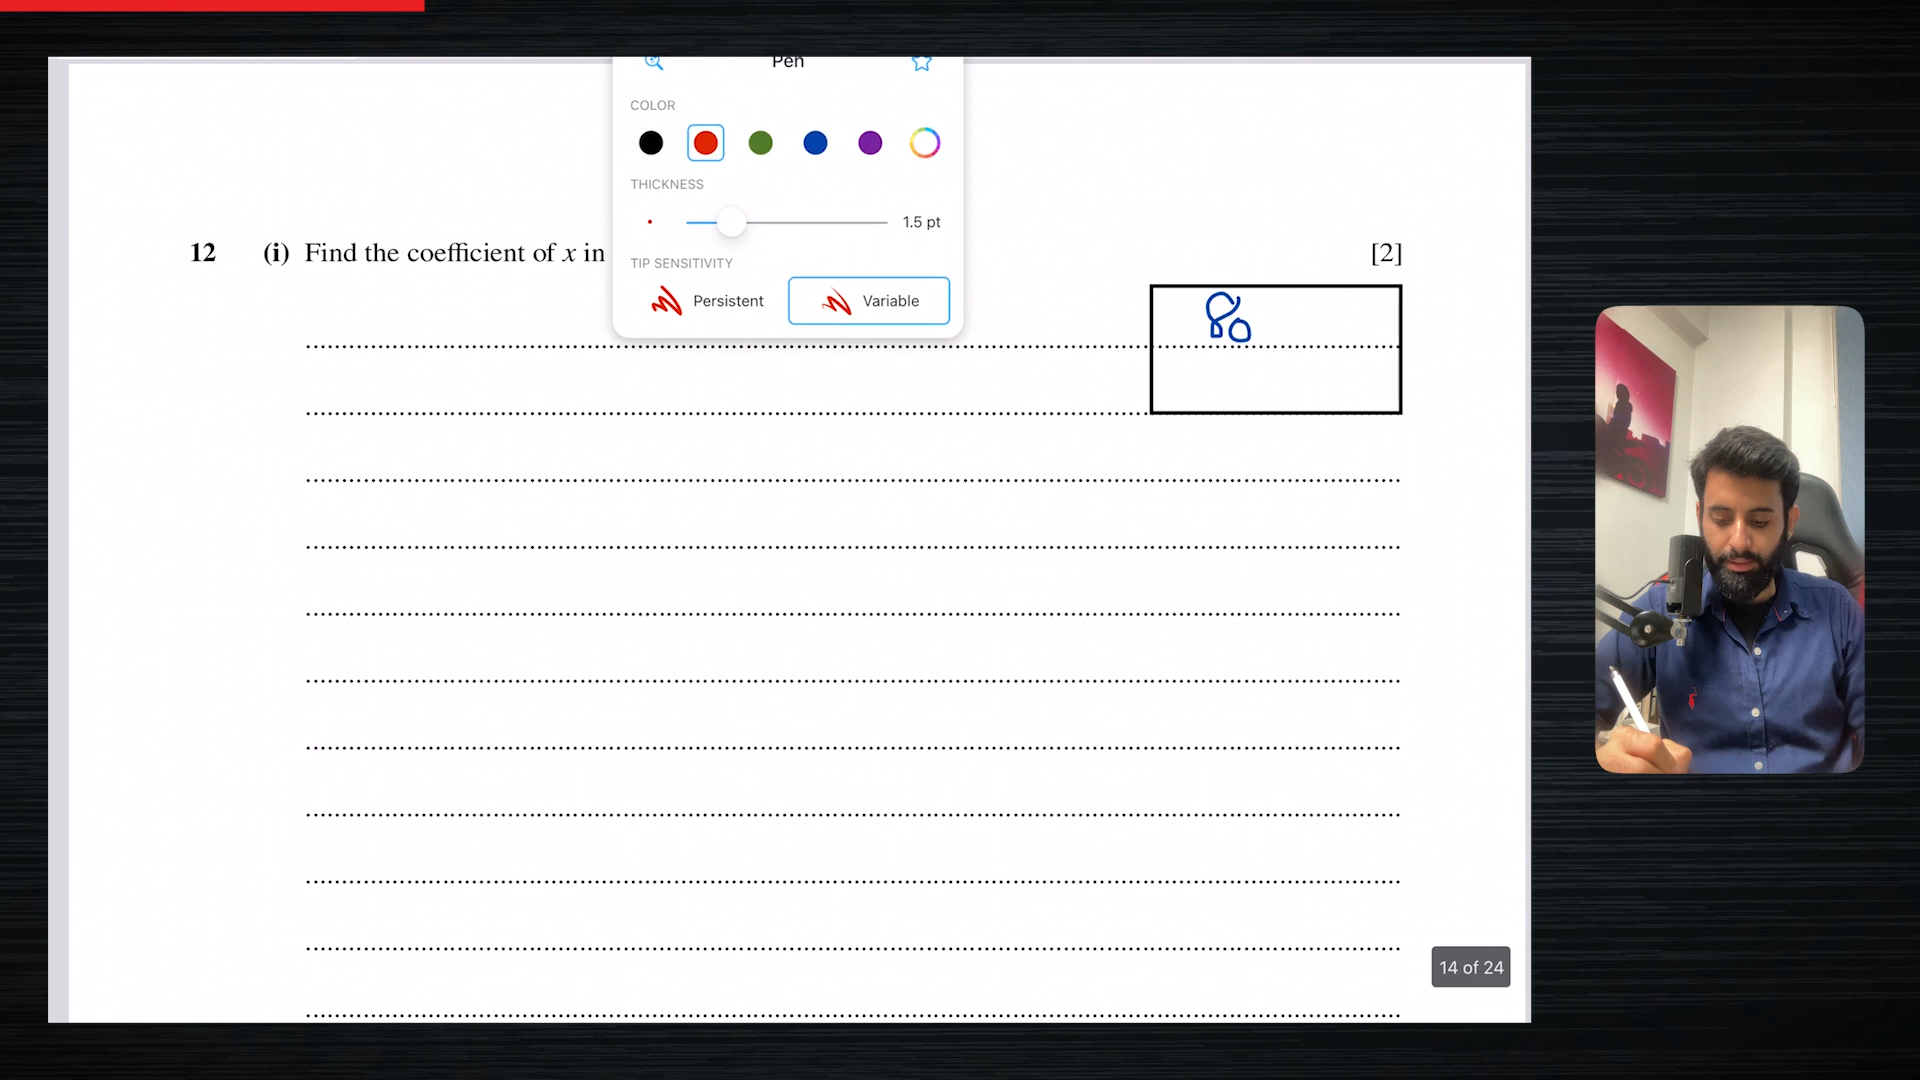 Pen
COLOR
THICKNESS
1.5 pt
12 (i) Find the coefficient of x in [2]
TIP SENSITIVITY
Persistent Variable
80
14 of 24